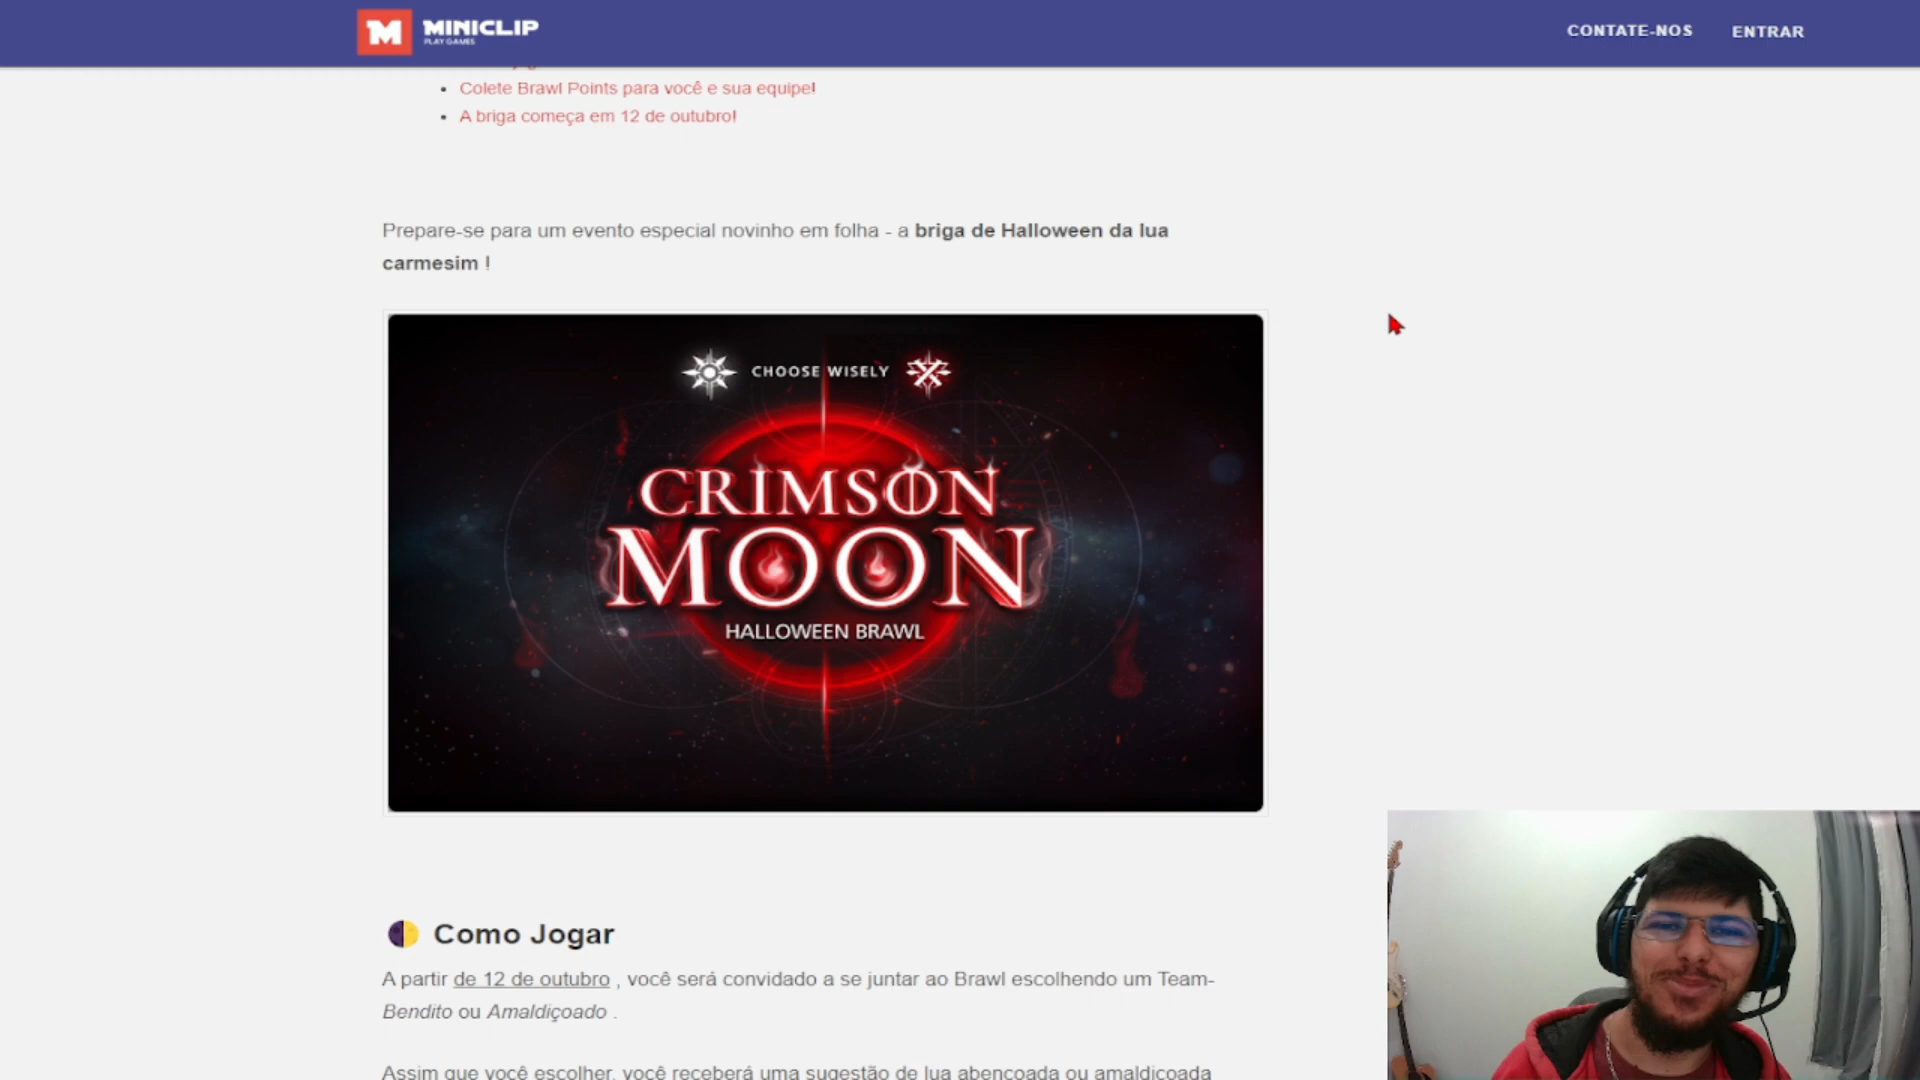 MINICLIP
PLAY GAMES
CONTATE-NOS
ENTRAR
Colete Brawl Points para você e sua equipe!
A briga começa em 12 de outubro!
Prepare-se para um evento especial novinho em folha - a briga de Halloween da lua
carmesim !
CHOOSE WISELY
CRIMSON
MOON
HALLOWEEN BRAWL
Como Jogar
A partir de 12 de outubro , você será convidado a se juntar ao Brawl escolhendo um Team-
Bendito ou Amaldiçoado .
Assim que você escolher, você receberá uma sugestão de lua abençoada ou amaldiçoada